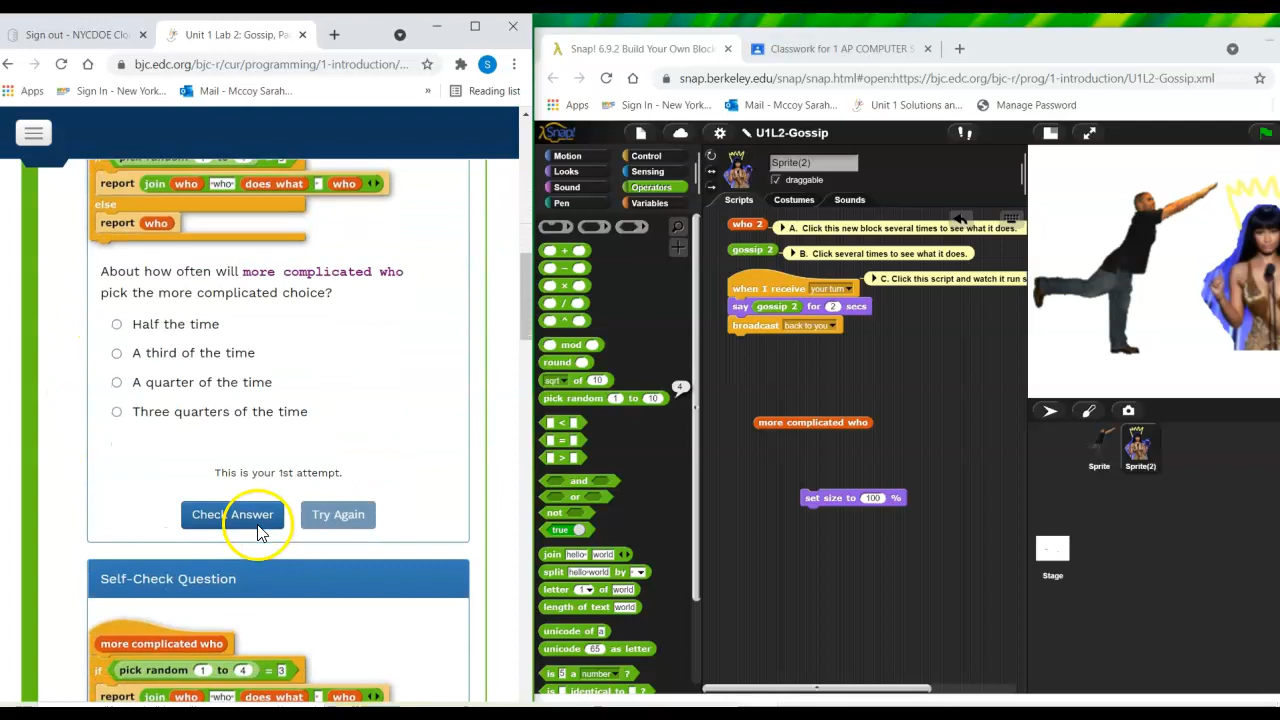 Sign out - NYCDOE Clo
Unit 1 Lab 2: Gossip, Pa
bjc.edc.org/bjc-r/cur/programming/1-introduction/...
S
Apps
Sign In - New York...
Mail - Mccoy Sarah...
»
Reading list
report join who who does what who
else
report who
About how often will more complicated who
pick the more complicated choice?
Half the time
A third of the time
A quarter of the time
Three quarters of the time
This is your 1st attempt.
Check Answer
Try Again
Self-Check Question
more complicated who
if pick random 1 to 4 = 3
report join who who does what who
Snap! 6.9.2 Build Your Own Bloc
Classwork for 1 AP COMPUTER S
snap.berkeley.edu/snap/snap.html#open:https://bjc.edc.org/bjc-r/prog/1-introduction/U1L2-Gossip.xml
Apps
Sign In - New York...
Mail - Mccoy Sarah...
Unit 1 Solutions an...
Manage Password
Snap!
U1L2-Gossip
Motion
Control
Looks
Sensing
Sound
Operators
Pen
Variables
+
−
×
/
^
mod
round
sqrt of 10
pick random 1 to 10
4
<
=
>
and
or
not
true
join hello world
split hello world by
letter 1 of world
length of text world
unicode of a
unicode 65 as letter
is 5 a number ?
is identical to ?
Sprite(2)
draggable
Scripts
Costumes
Sounds
who 2
A. Click this new block several times to see what it does.
gossip 2
B. Click several times to see what it does.
C. Click this script and watch it run s
when I receive your turn
say gossip 2 for 2 secs
broadcast back to you
more complicated who
set size to 100 %
Sprite
Sprite(2)
Stage